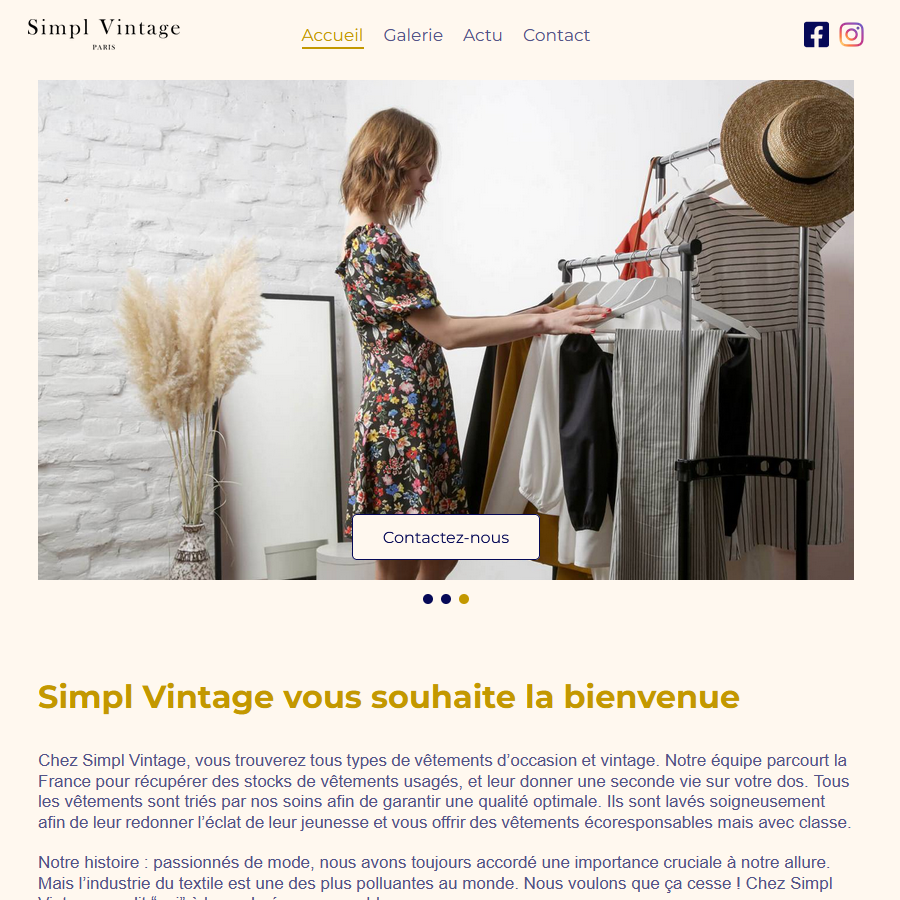 Simpl Vintage
PARIS
Accueil Galerie Actu Contact
Contactez-nous
Simpl Vintage vous souhaite la bienvenue
Chez Simpl Vintage, vous trouverez tous types de vêtements d’occasion et vintage. Notre équipe parcourt la
France pour récupérer des stocks de vêtements usagés, et leur donner une seconde vie sur votre dos. Tous
les vêtements sont triés par nos soins afin de garantir une qualité optimale. Ils sont lavés soigneusement
afin de leur redonner l’éclat de leur jeunesse et vous offrir des vêtements écoresponsables mais avec classe.
Notre histoire : passionnés de mode, nous avons toujours accordé une importance cruciale à notre allure.
Mais l’industrie du textile est une des plus polluantes au monde. Nous voulons que ça cesse ! Chez Simpl